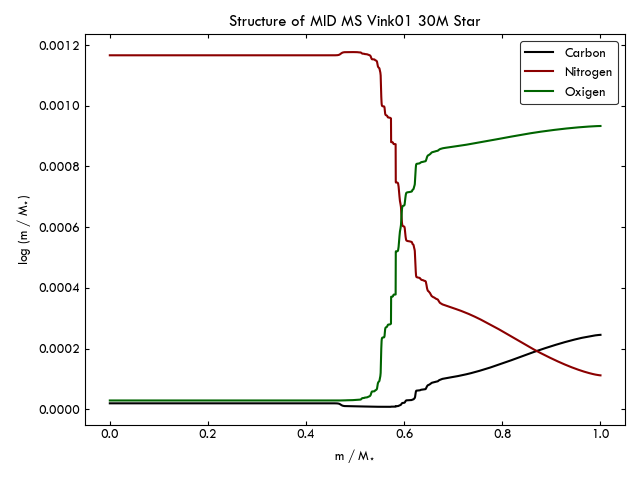 Structure of MID MS Vink01 30M Star
0.0012
0.0010
0.0008
0.0006
0.0004
0.0002
0.0000
log (m / M⋆)
Carbon
Nitrogen
Oxigen
0.0 0.2 0.4 0.6 0.8 1.0
m / M⋆